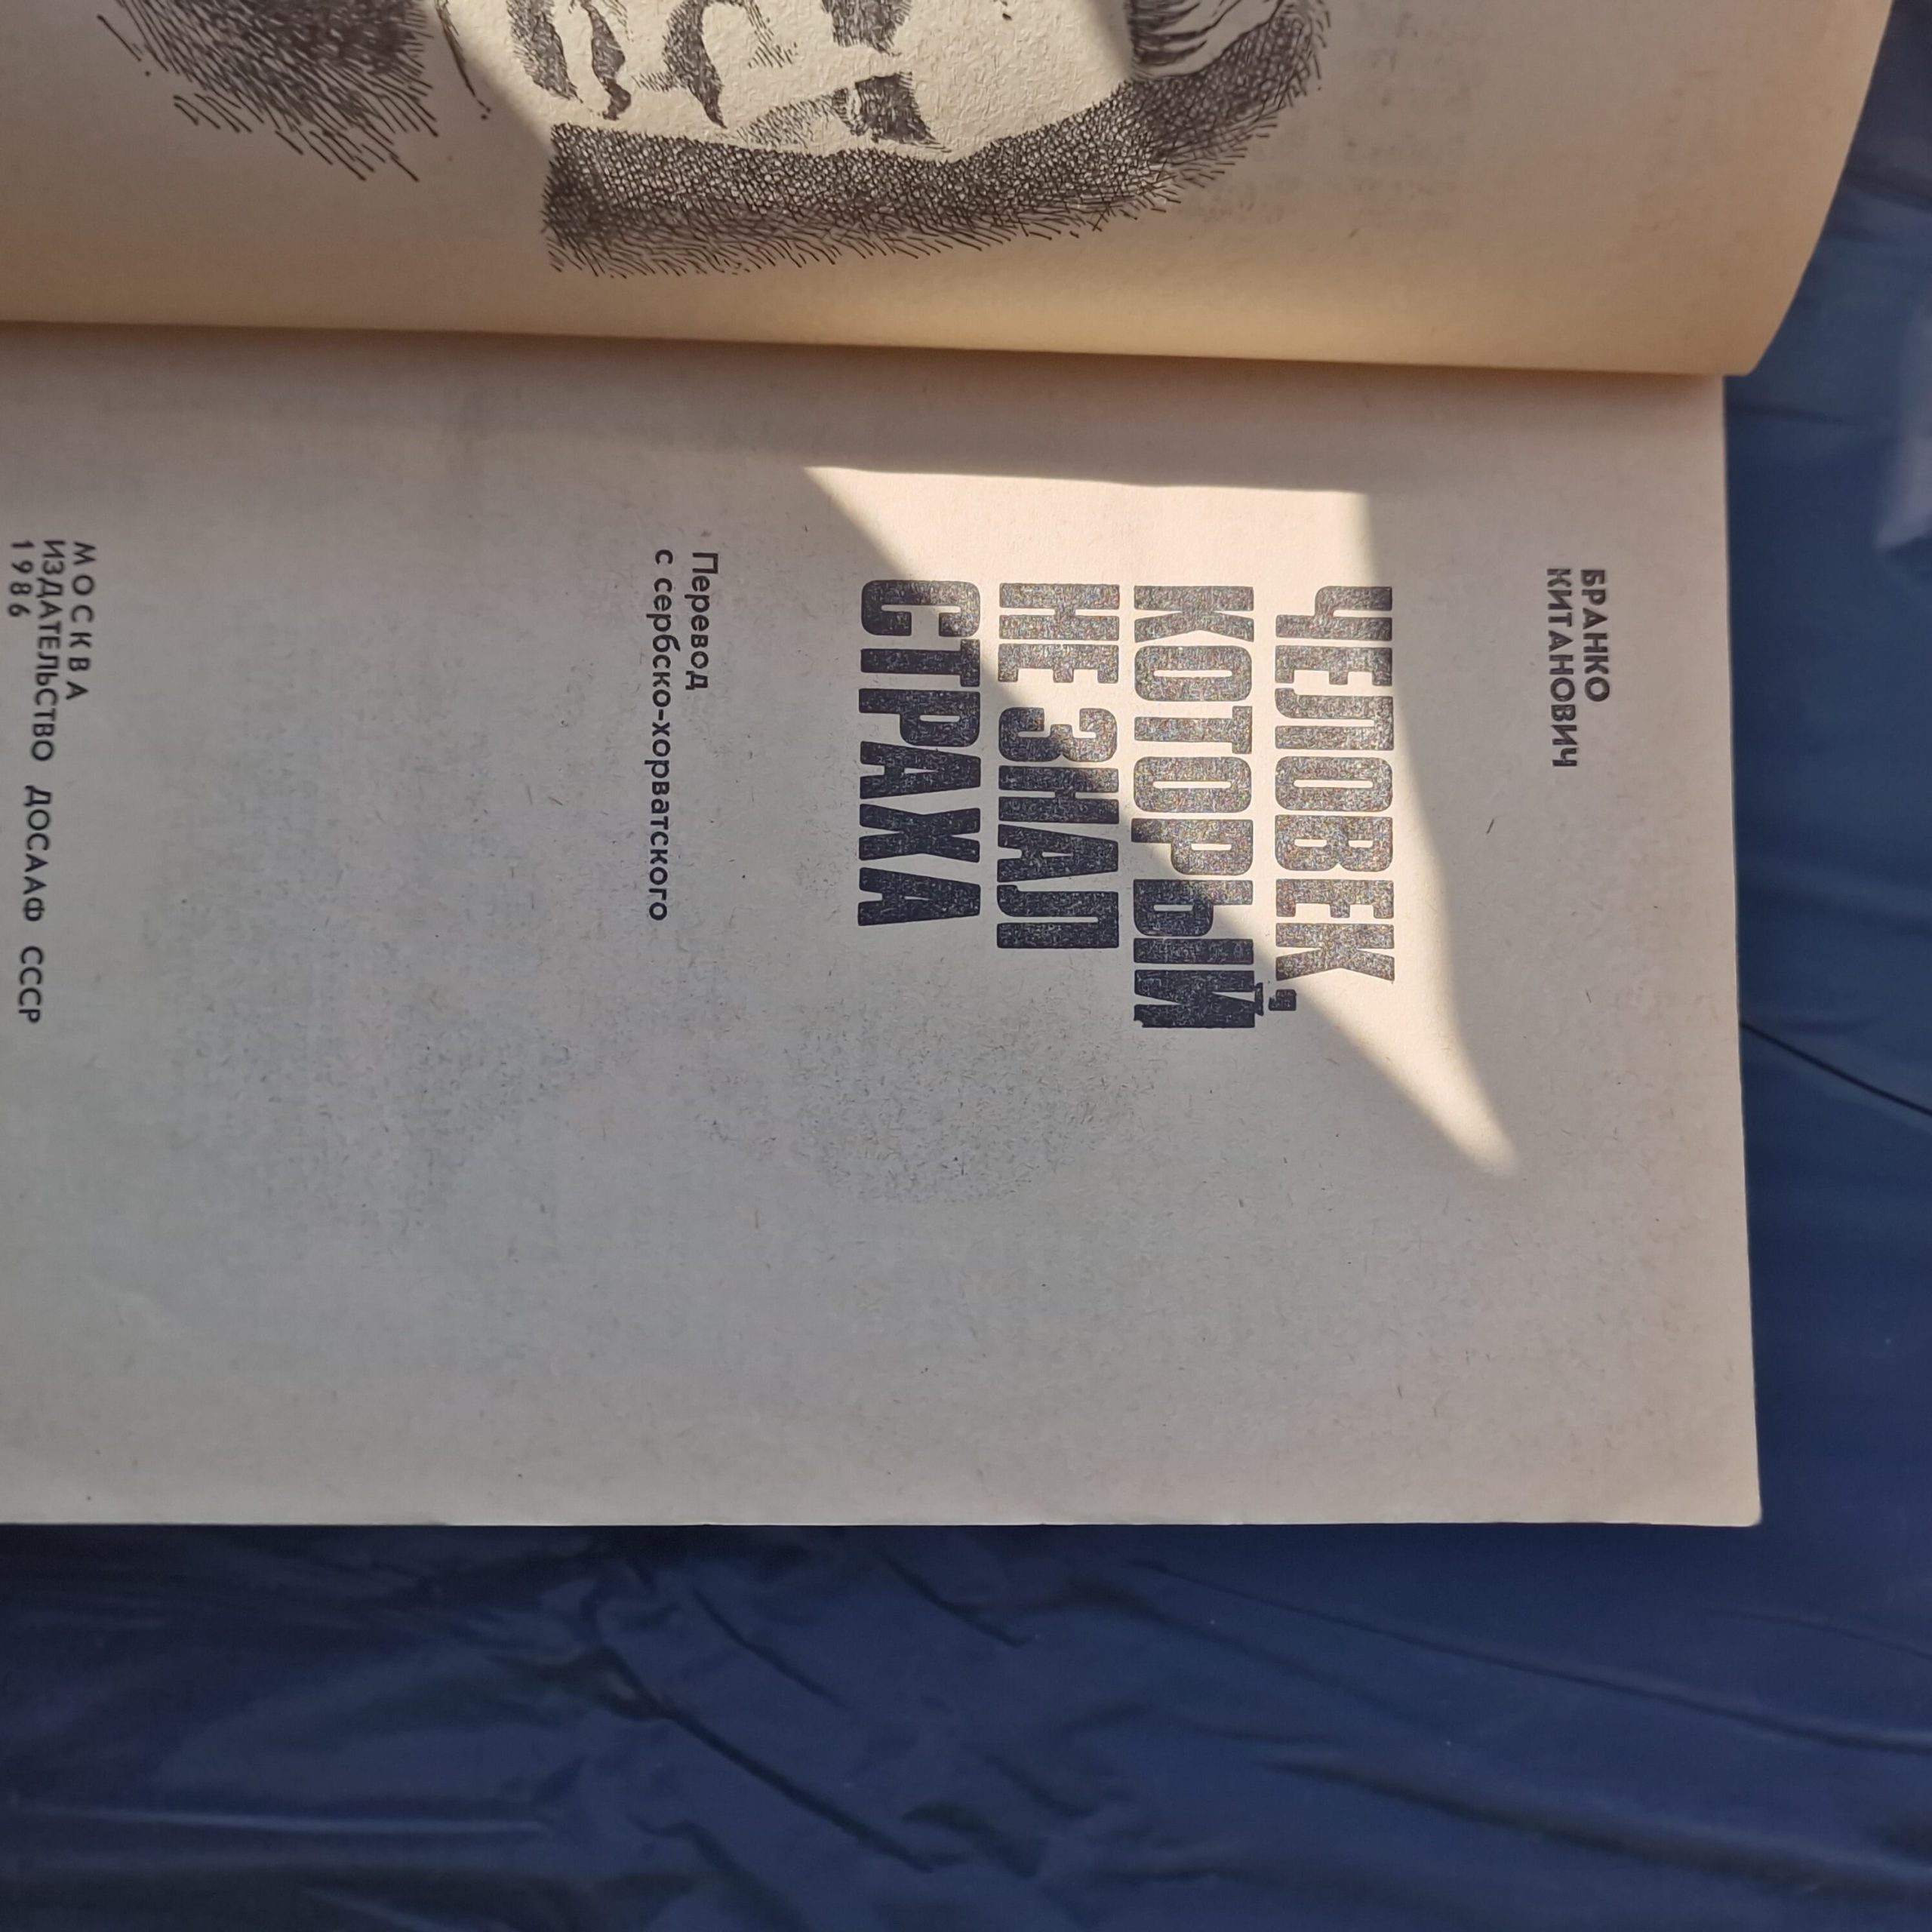 БРАНКО
КИТАНОВИЧ
ЧЕЛОВЕК,
КОТОРЫЙ
НЕ ЗНАЛ
СТРАХА
Перевод
с сербско-хорватского
МОСКВА
ИЗДАТЕЛЬСТВО ДОСААФ СССР
1986